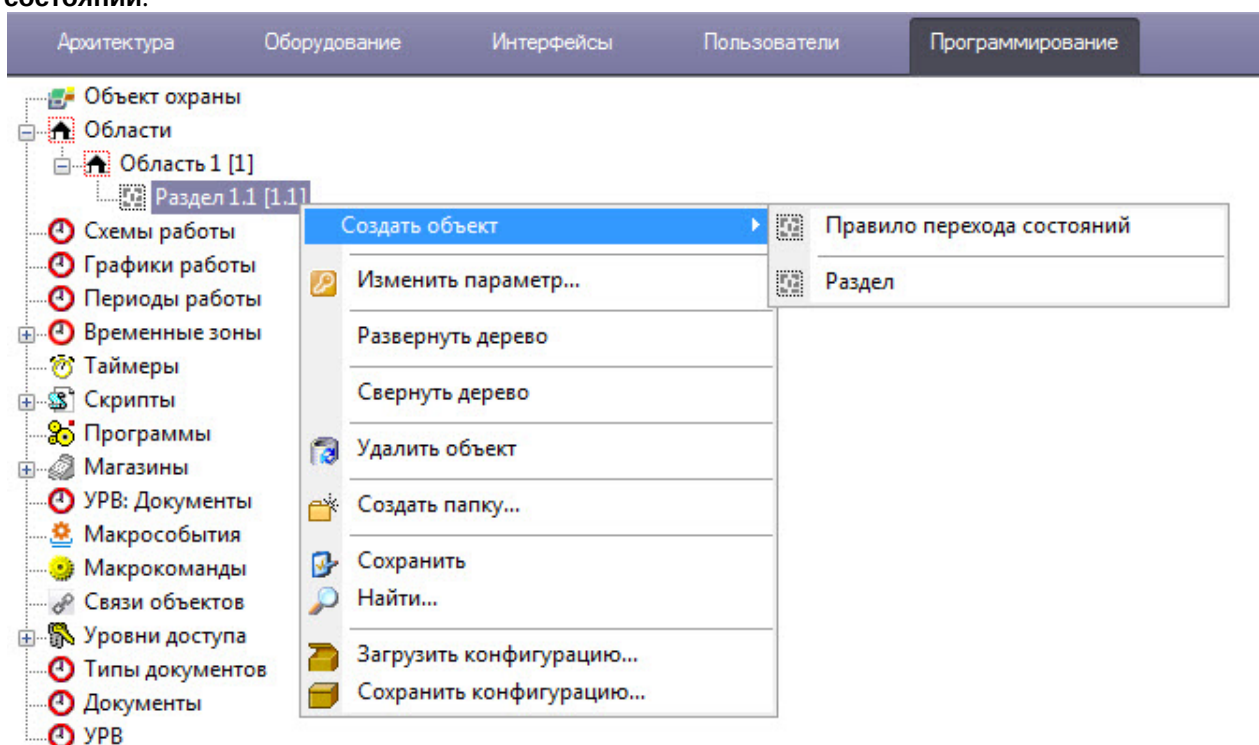 состояний.
Архитектура Оборудование Интерфейсы Пользователи Программирование
Объект охраны
Области
Область 1 [1]
Раздел 1.1 [1.1]
Схемы работы
Графики работы
Периоды работы
Временные зоны
Таймеры
Скрипты
Программы
Магазины
УРВ: Документы
Макрособытия
Макрокоманды
Связи объектов
Уровни доступа
Типы документов
Документы
УРВ
Создать объект
Изменить параметр...
Развернуть дерево
Свернуть дерево
Удалить объект
Создать папку...
Сохранить
Найти...
Загрузить конфигурацию...
Сохранить конфигурацию...
Правило перехода состояний
Раздел